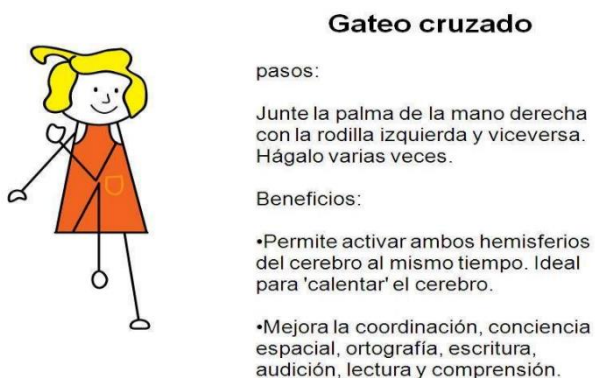 Gateo cruzado
pasos:
Junte la palma de la mano derecha
con la rodilla izquierda y viceversa.
Hágalo varias veces.
Beneficios:
•Permite activar ambos hemisferios
del cerebro al mismo tiempo. Ideal
para 'calentar' el cerebro.
•Mejora la coordinación, conciencia
espacial, ortografía, escritura,
audición, lectura y comprensión.